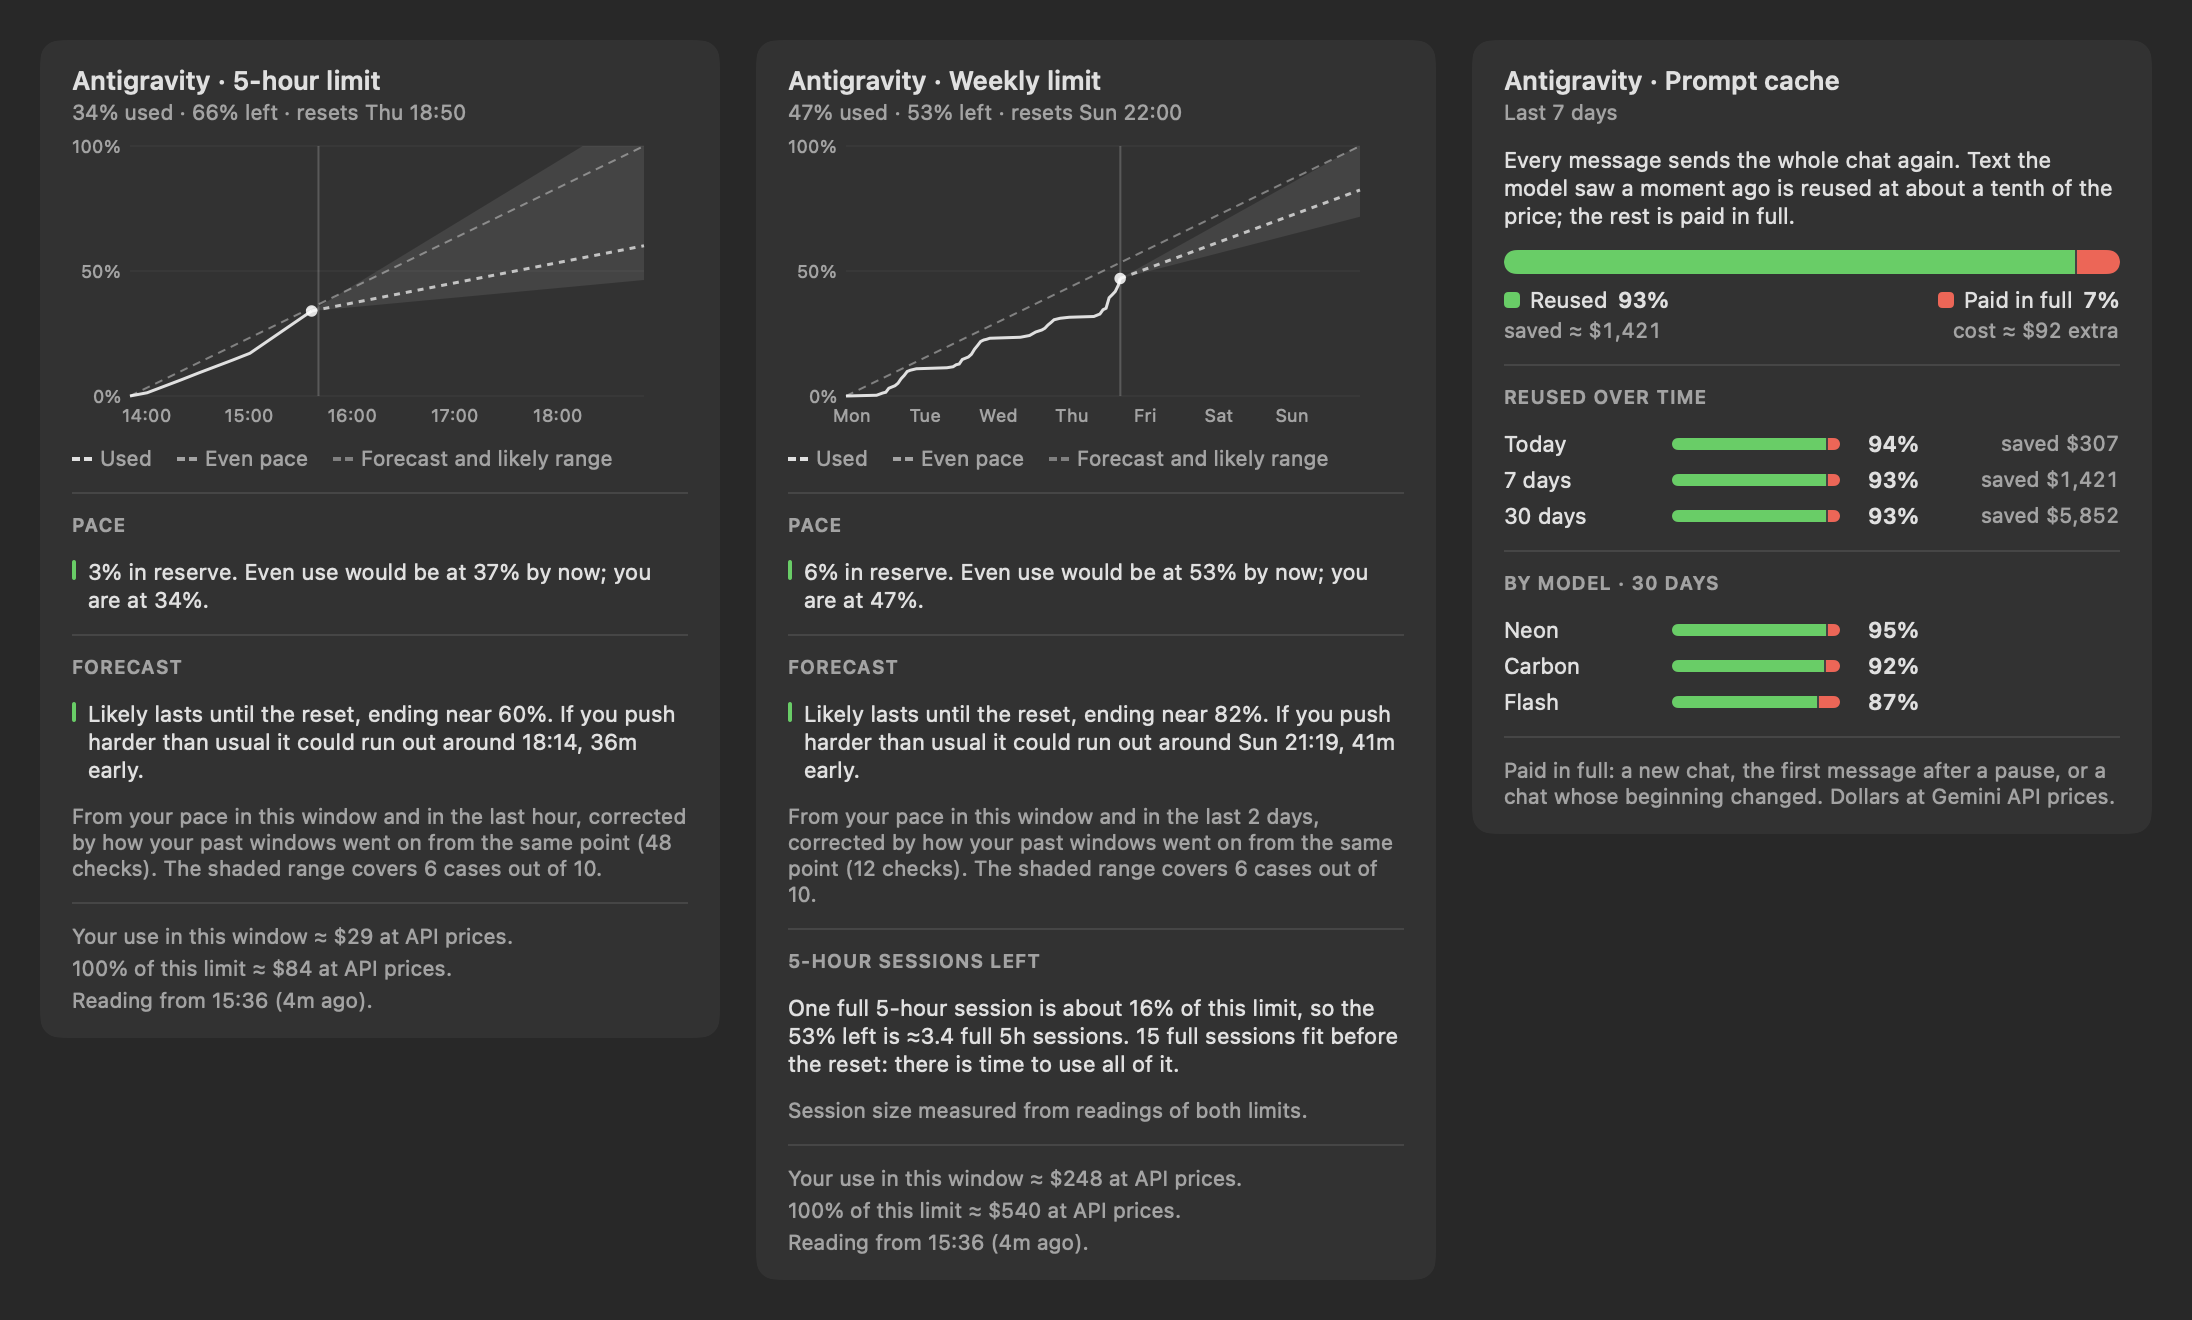 Antigravity · 5-hour limit
34% used · 66% left · resets Thu 18:50
100%
50%
0%
14:00 15:00 16:00 17:00 18:00
Used Even pace Forecast and likely range
PACE
3% in reserve. Even use would be at 37% by now; you
are at 34%.
FORECAST
Likely lasts until the reset, ending near 60%. If you push
harder than usual it could run out around 18:14, 36m
early.
From your pace in this window and in the last hour, corrected
by how your past windows went on from the same point (48
checks). The shaded range covers 6 cases out of 10.
Your use in this window ≈ $29 at API prices.
100% of this limit ≈ $84 at API prices.
Reading from 15:36 (4m ago).
Antigravity · Weekly limit
47% used · 53% left · resets Sun 22:00
100%
50%
0%
Mon Tue Wed Thu Fri Sat Sun
Used Even pace Forecast and likely range
PACE
6% in reserve. Even use would be at 53% by now; you
are at 47%.
FORECAST
Likely lasts until the reset, ending near 82%. If you push
harder than usual it could run out around Sun 21:19, 41m
early.
From your pace in this window and in the last 2 days,
corrected by how your past windows went on from the same
point (12 checks). The shaded range covers 6 cases out of
10.
5-HOUR SESSIONS LEFT
One full 5-hour session is about 16% of this limit, so the
53% left is ≈3.4 full 5h sessions. 15 full sessions fit before
the reset: there is time to use all of it.
Session size measured from readings of both limits.
Your use in this window ≈ $248 at API prices.
100% of this limit ≈ $540 at API prices.
Reading from 15:36 (4m ago).
Antigravity · Prompt cache
Last 7 days
Every message sends the whole chat again. Text the
model saw a moment ago is reused at about a tenth of the
price; the rest is paid in full.
Reused 93% Paid in full 7%
saved ≈ $1,421 cost ≈ $92 extra
REUSED OVER TIME
Today 94% saved $307
7 days 93% saved $1,421
30 days 93% saved $5,852
BY MODEL · 30 DAYS
Neon 95%
Carbon 92%
Flash 87%
Paid in full: a new chat, the first message after a pause, or a
chat whose beginning changed. Dollars at Gemini API prices.